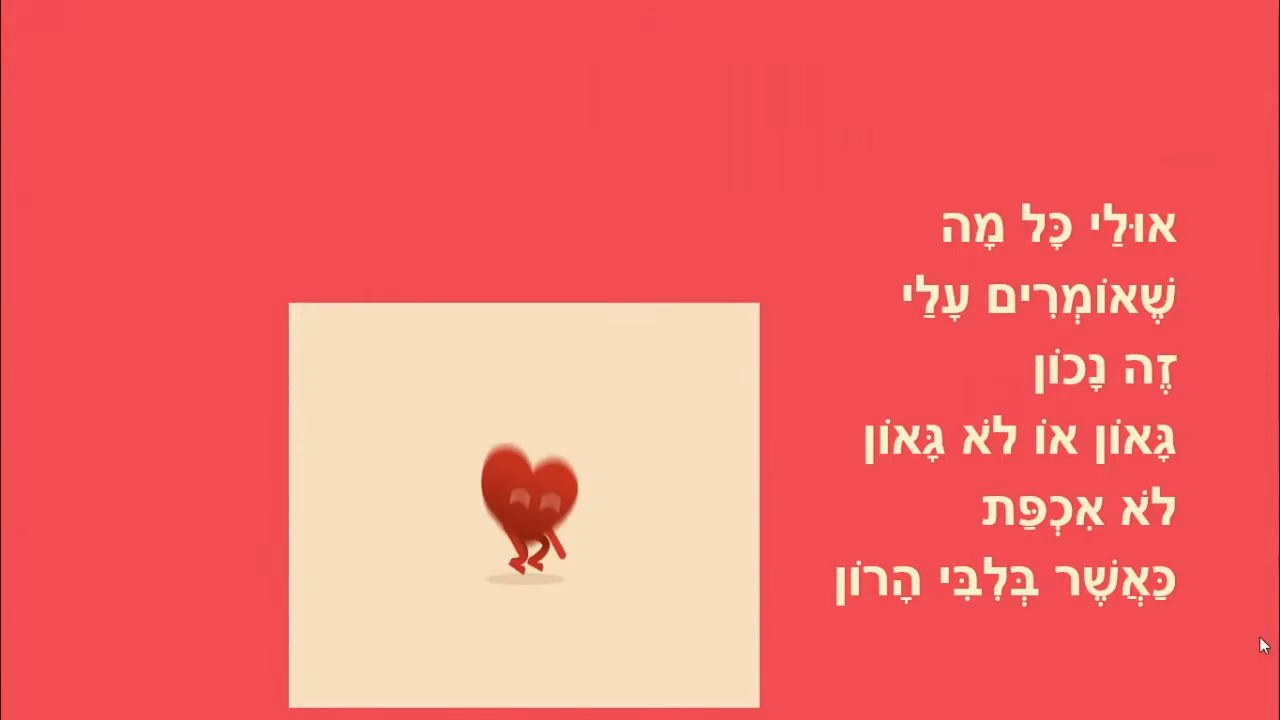 אוּלַי כָּל מָה
שֶׁאוֹמְרִים עָלַי
זֶה נָכוֹן
גָּאוֹן אוֹ לֹא גָּאוֹן
לֹא אִכְפַּת
כַּאֲשֶׁר בְּלִבִּי הָרוֹן